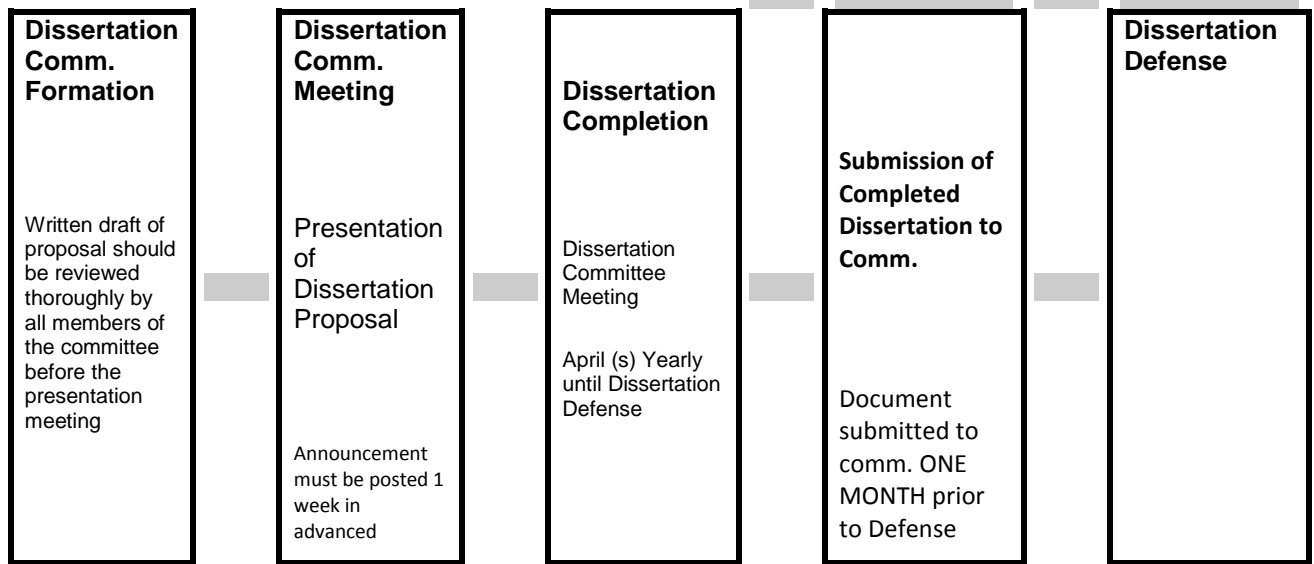 Dissertation
Comm.
Formation
Written draft of
proposal should
be reviewed
thoroughly by
all members of
the committee
before the
presentation
meeting
Dissertation
Comm.
Meeting
Presentation
of
Dissertation
Proposal
Announcement
must be posted 1
week in
advanced
Dissertation
Completion
Dissertation
Committee
Meeting
April (s) Yearly
until Dissertation
Defense
Submission of
Completed
Dissertation to
Comm.
Document
submitted to
comm. ONE
MONTH prior
to Defense
Dissertation
Defense